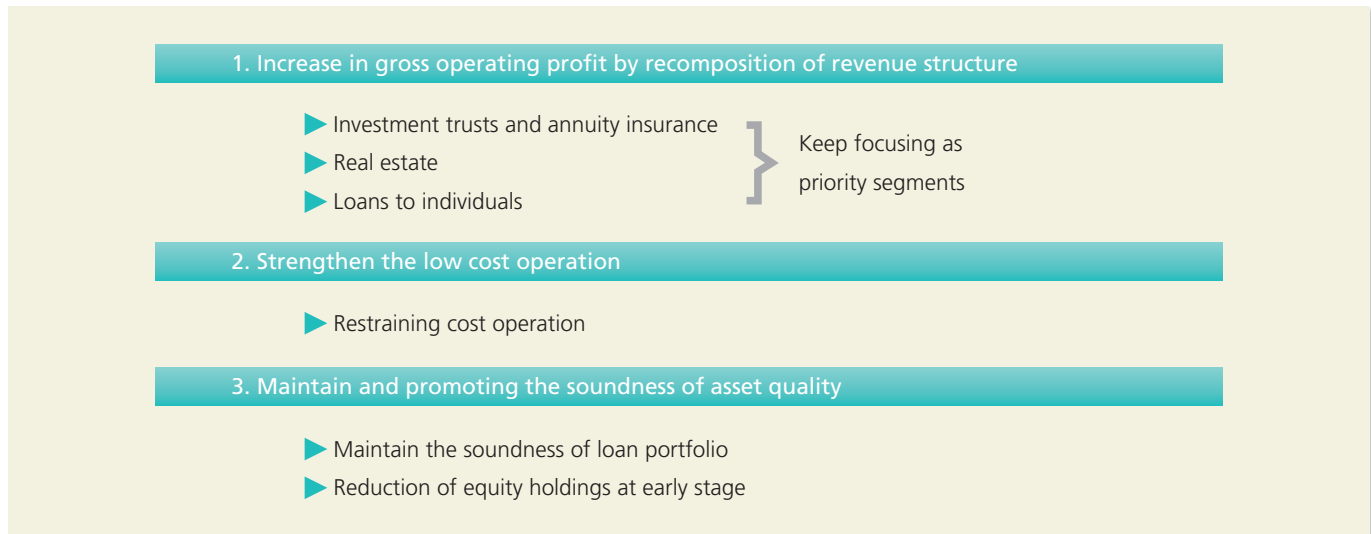 1. Increase in gross operating profit by recomposition of revenue structure
Investment trusts and annuity insurance
Real estate
Loans to individuals
Keep focusing as
priority segments
2. Strengthen the low cost operation
Restraining cost operation
3. Maintain and promoting the soundness of asset quality
Maintain the soundness of loan portfolio
Reduction of equity holdings at early stage